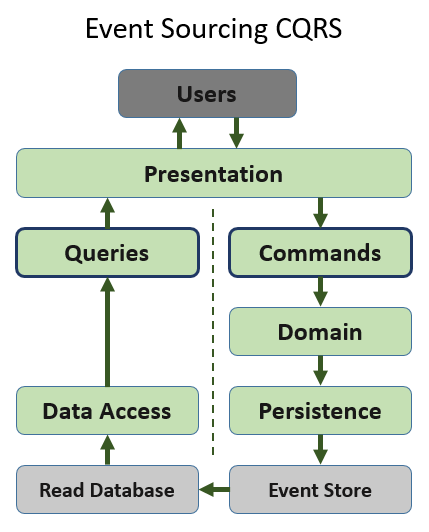 Event Sourcing CQRS
Users
Presentation
Queries
Commands
Domain
Data Access
Persistence
Read Database
Event Store